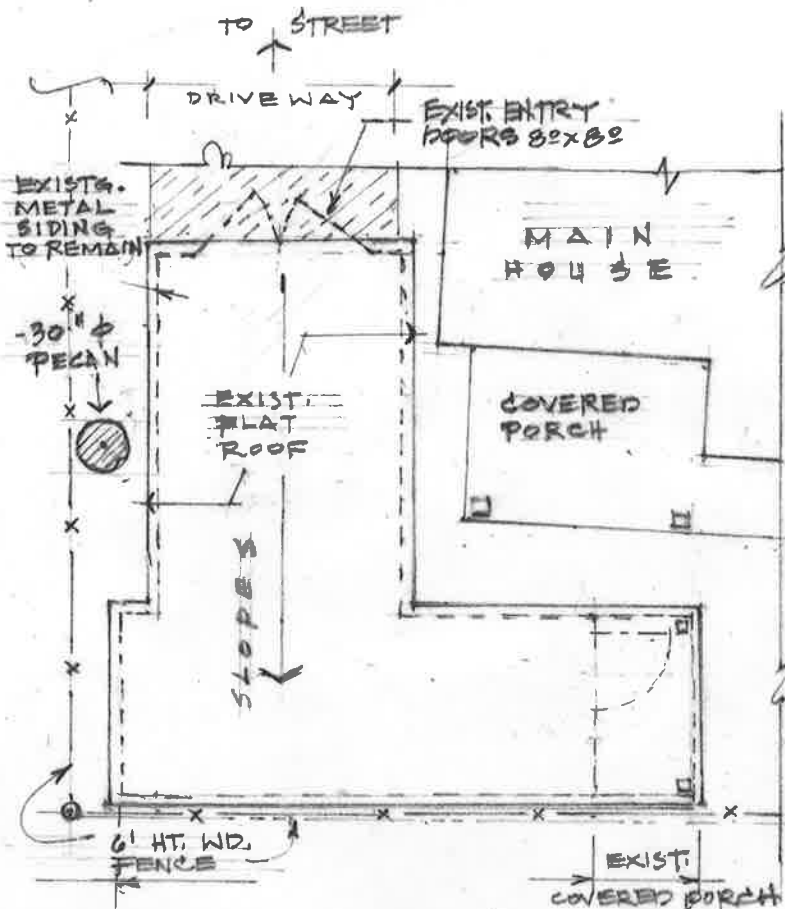 TO STREET
DRIVEWAY
EXIST. ENTRY
DOORS 8⁰x8⁰
EXISTG.
METAL
SIDING
TO REMAIN
MAIN
HOUSE
-30" ⌀
PECAN
EXIST.
FLAT
ROOF
COVERED
PORCH
SLOPES
6' HT. WD.
FENCE
EXIST.
COVERED PORCH